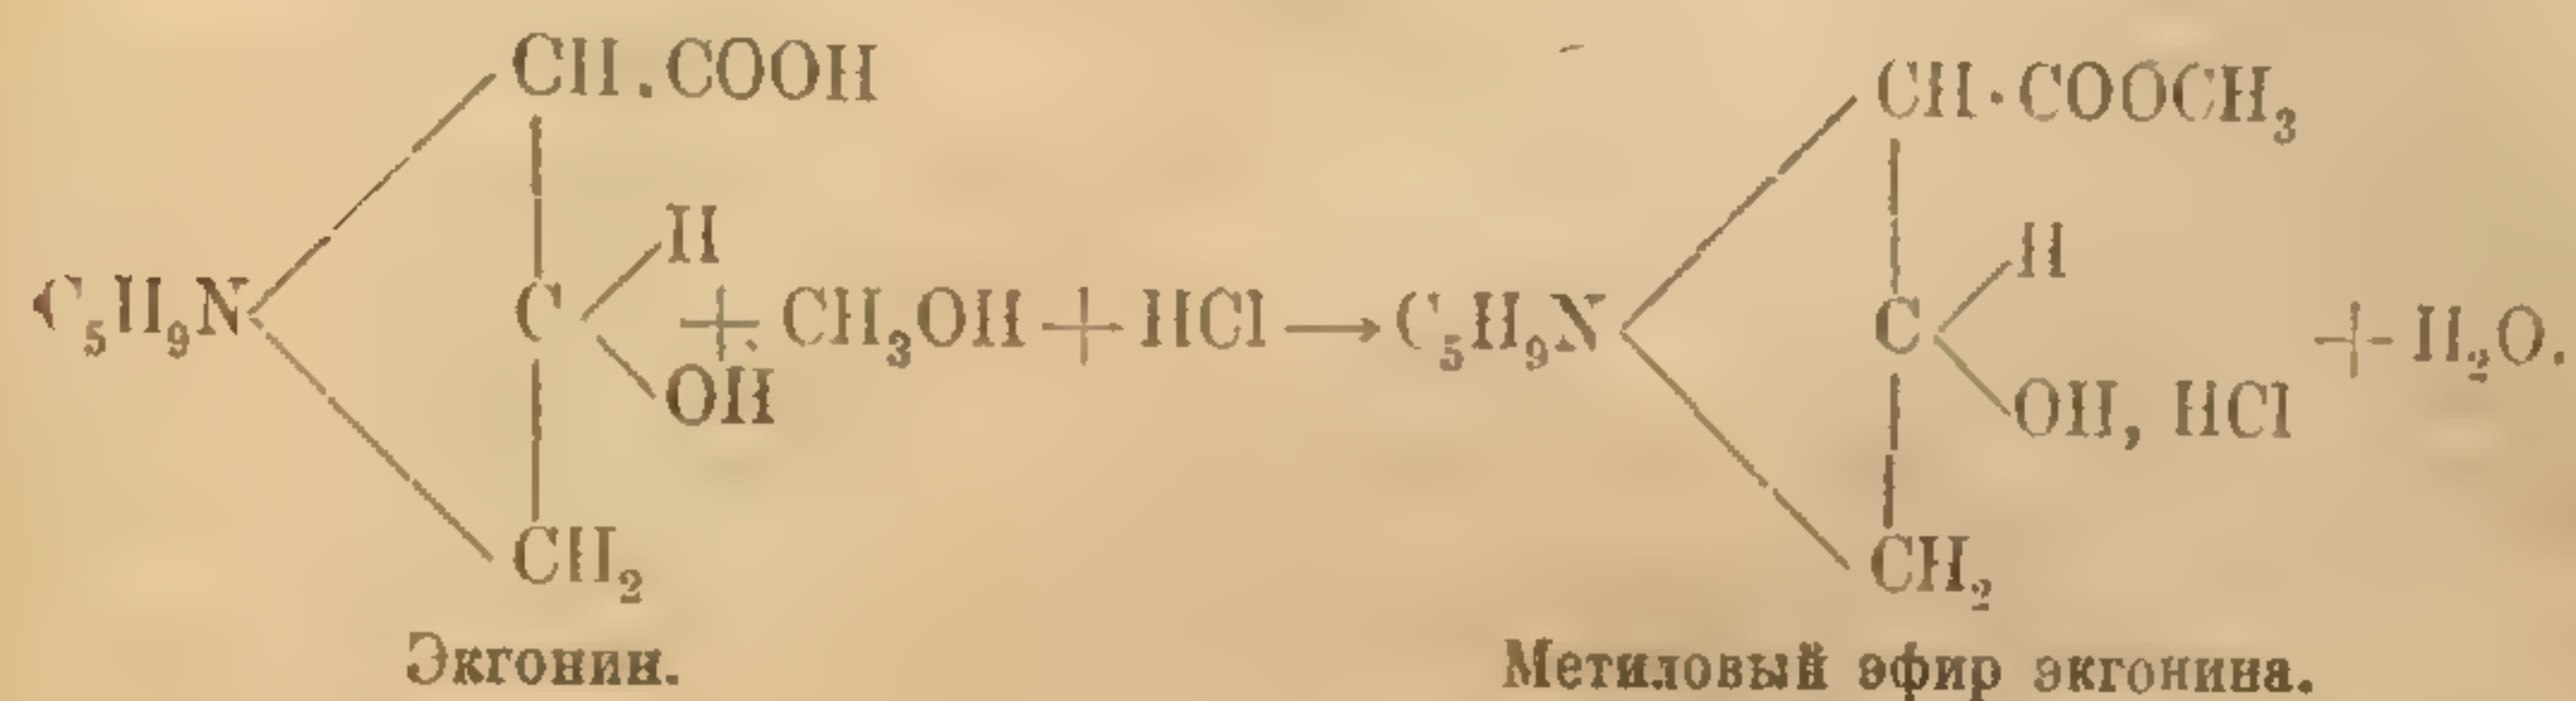 CH.COOH CH·COOCH₃
H H
C₅H₉N C + CH₃OH + HCl → C₅H₉N C + H₂O.
OH OH, HCl
CH₂ CH₂
Экгонин. Метиловый эфир экгонина.